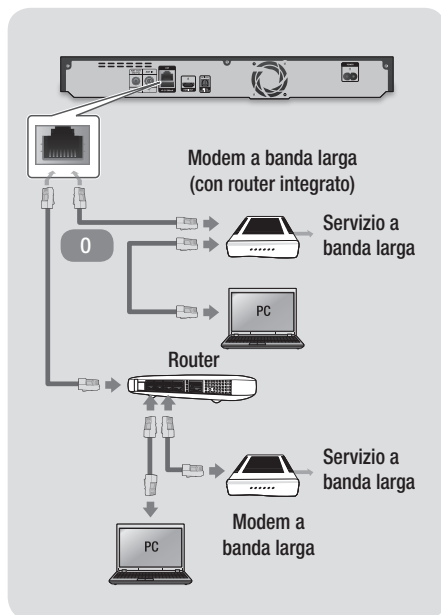 Modem a banda larga
(con router integrato)
Servizio a
banda larga
0
PC
Router
Servizio a
banda larga
Modem a
banda larga
PC